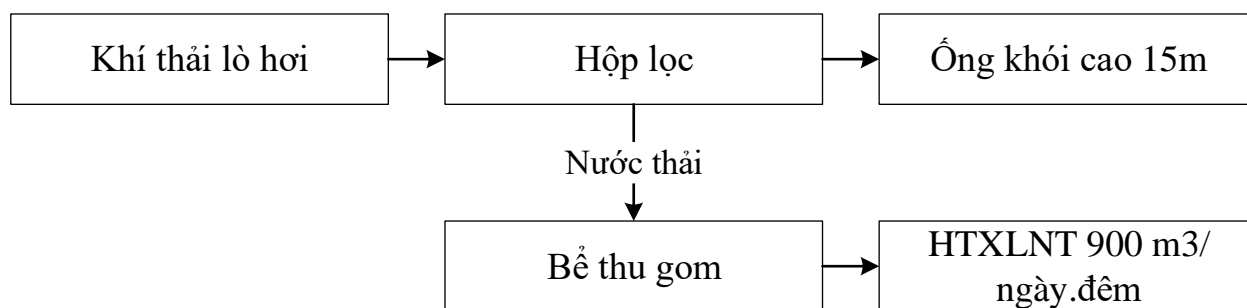 Khí thải lò hơi
Hộp lọc
Ống khói cao 15m
Nước thải
Bể thu gom
HTXLNT 900 m3/
ngày.đêm